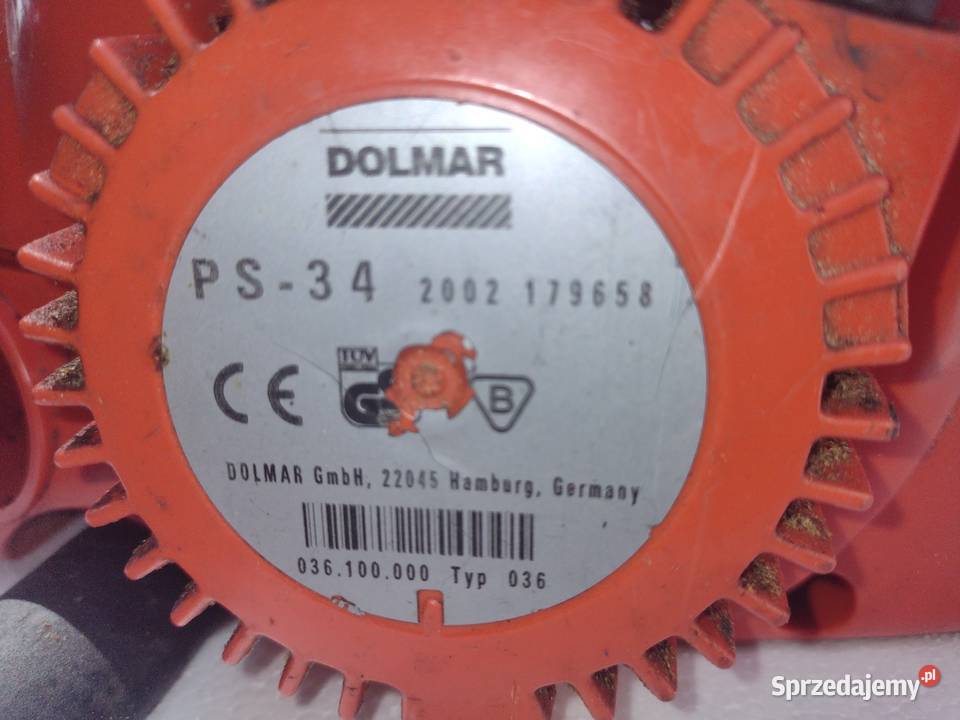 DOLMAR
PS-34 2002 179658
CE TÜV GS B
DOLMAR GmbH, 22045 Hamburg, Germany
036.100.000 Typ 036
Sprzedajemy.pl